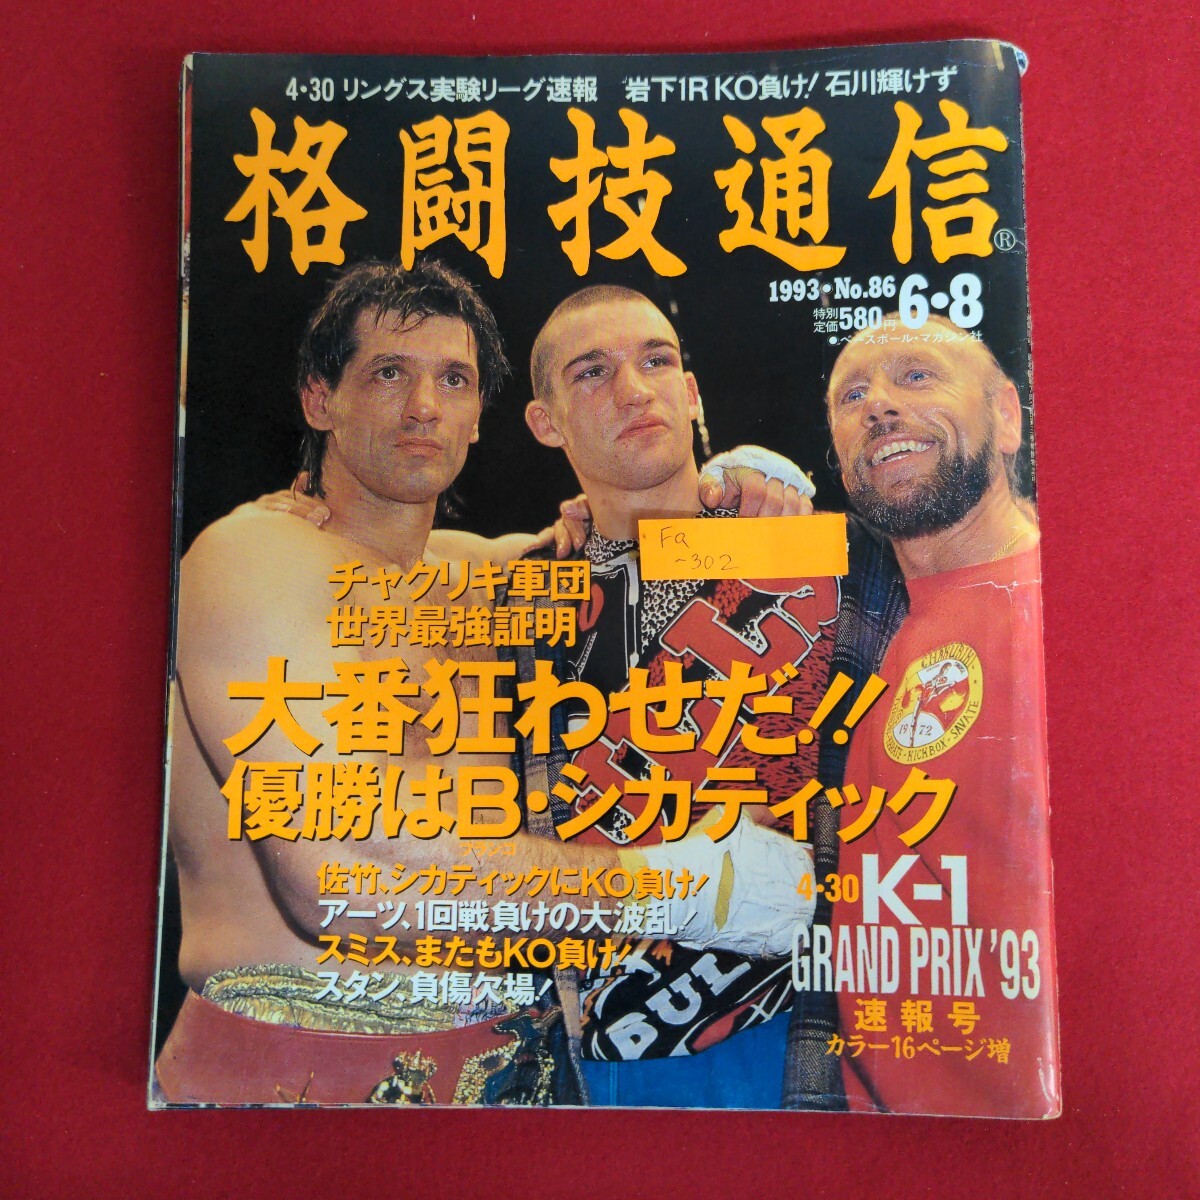 4・30 リングス実験リーグ速報 岩下1R KO負け! 石川輝けず
格闘技通信®
1993・No.86 6・8
特別定価580円
●ベースボール・マガジン社
Fa
~302
チャクリキ軍団
世界最強証明
大番狂わせだ!!
優勝はB・シカティック
ブランコ
佐竹、シカティックにKO負け!
アーツ、1回戦負けの大波乱!
スミス、またもKO負け!
スタン、負傷欠場!
4・30 K-1
GRAND PRIX '93
速報号
カラー16ページ増
1972
KICKBOX - SAVATE
BUL